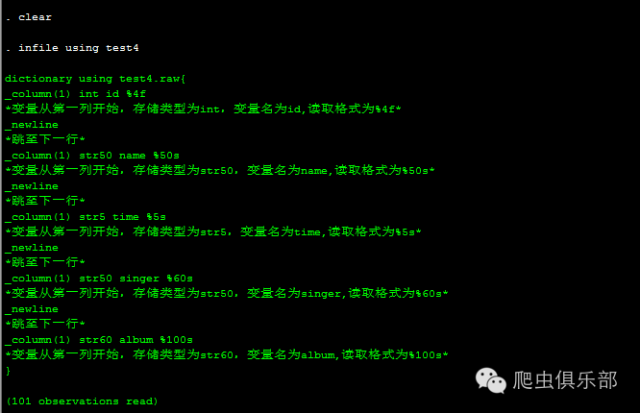 . clear
. infile using test4
dictionary using test4.raw{
_column(1) int id %4f
*变量从第一列开始，存储类型为int，变量名为id,读取格式为%4f*
_newline
*跳至下一行*
_column(1) str50 name %50s
*变量从第一列开始，存储类型为str50，变量名为name,读取格式为%50s*
_newline
*跳至下一行*
_column(1) str5 time %5s
*变量从第一列开始，存储类型为str5，变量名为time,读取格式为%5s*
_newline
*跳至下一行*
_column(1) str50 singer %60s
*变量从第一列开始，存储类型为str50，变量名为singer,读取格式为%60s*
_newline
*跳至下一行*
_column(1) str60 album %100s
*变量从第一列开始，存储类型为str60，变量名为album,读取格式为%100s*
}
(101 observations read)
爬虫俱乐部